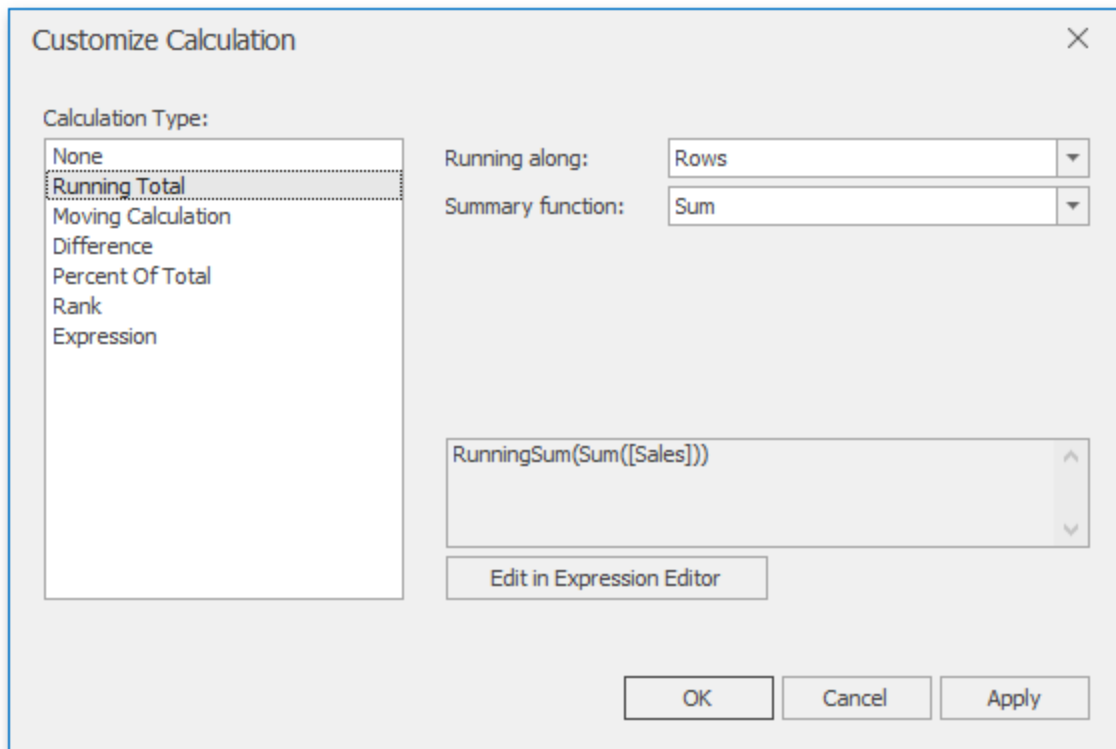 Customize Calculation
Calculation Type:
None
Running Total
Moving Calculation
Difference
Percent Of Total
Rank
Expression
Running along:
Rows
Summary function:
Sum
RunningSum(Sum([Sales]))
Edit in Expression Editor
OK
Cancel
Apply